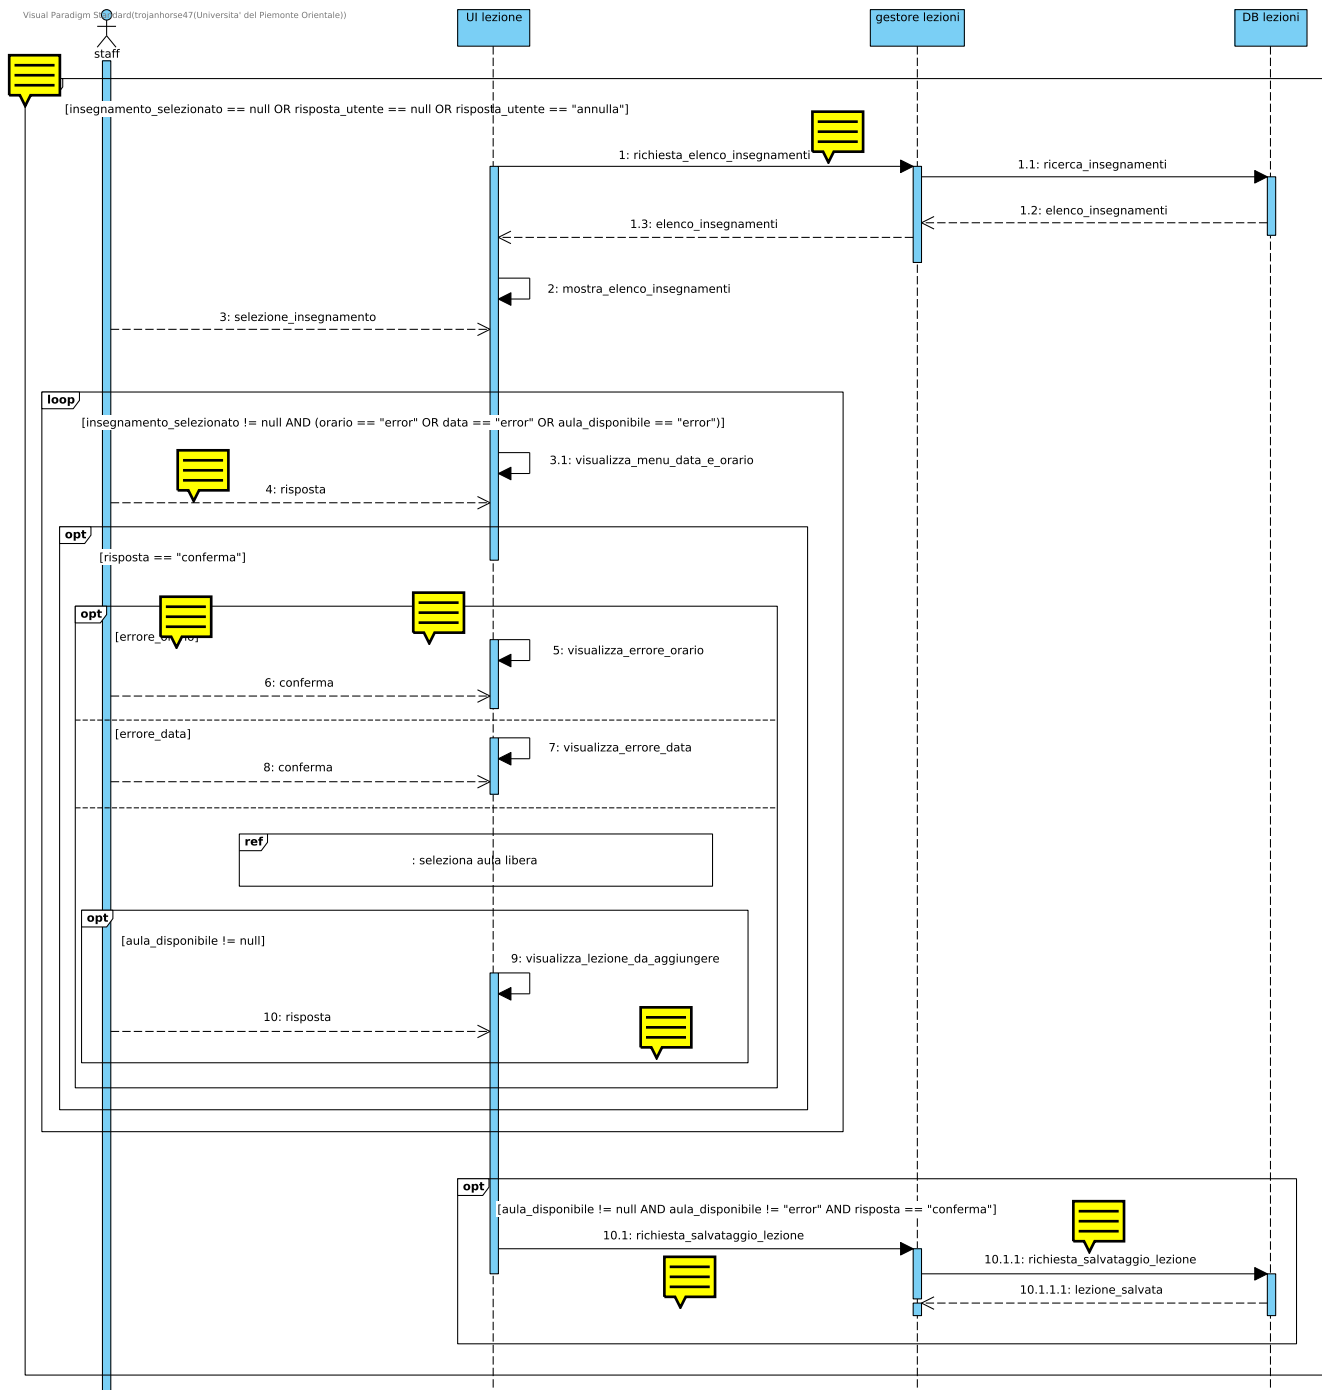 Visual Paradigm Standard(trojanhorse47(Universita' del Piemonte Orientale))
staff
UI lezione
gestore lezioni
DB lezioni
[insegnamento_selezionato == null OR risposta_utente == null OR risposta_utente == "annulla"]
1: richiesta_elenco_insegnamenti
1.1: ricerca_insegnamenti
1.2: elenco_insegnamenti
1.3: elenco_insegnamenti
2: mostra_elenco_insegnamenti
3: selezione_insegnamento
loop
[insegnamento_selezionato != null AND (orario == "error" OR data == "error" OR aula_disponibile == "error")]
3.1: visualizza_menu_data_e_orario
4: risposta
opt
[risposta == "conferma"]
opt
5: visualizza_errore_orario
6: conferma
[errore_data]
7: visualizza_errore_data
8: conferma
ref
: seleziona aula libera
opt
[aula_disponibile != null]
9: visualizza_lezione_da_aggiungere
10: risposta
opt
[aula_disponibile != null AND aula_disponibile != "error" AND risposta == "conferma"]
10.1: richiesta_salvataggio_lezione
10.1.1: richiesta_salvataggio_lezione
10.1.1.1: lezione_salvata